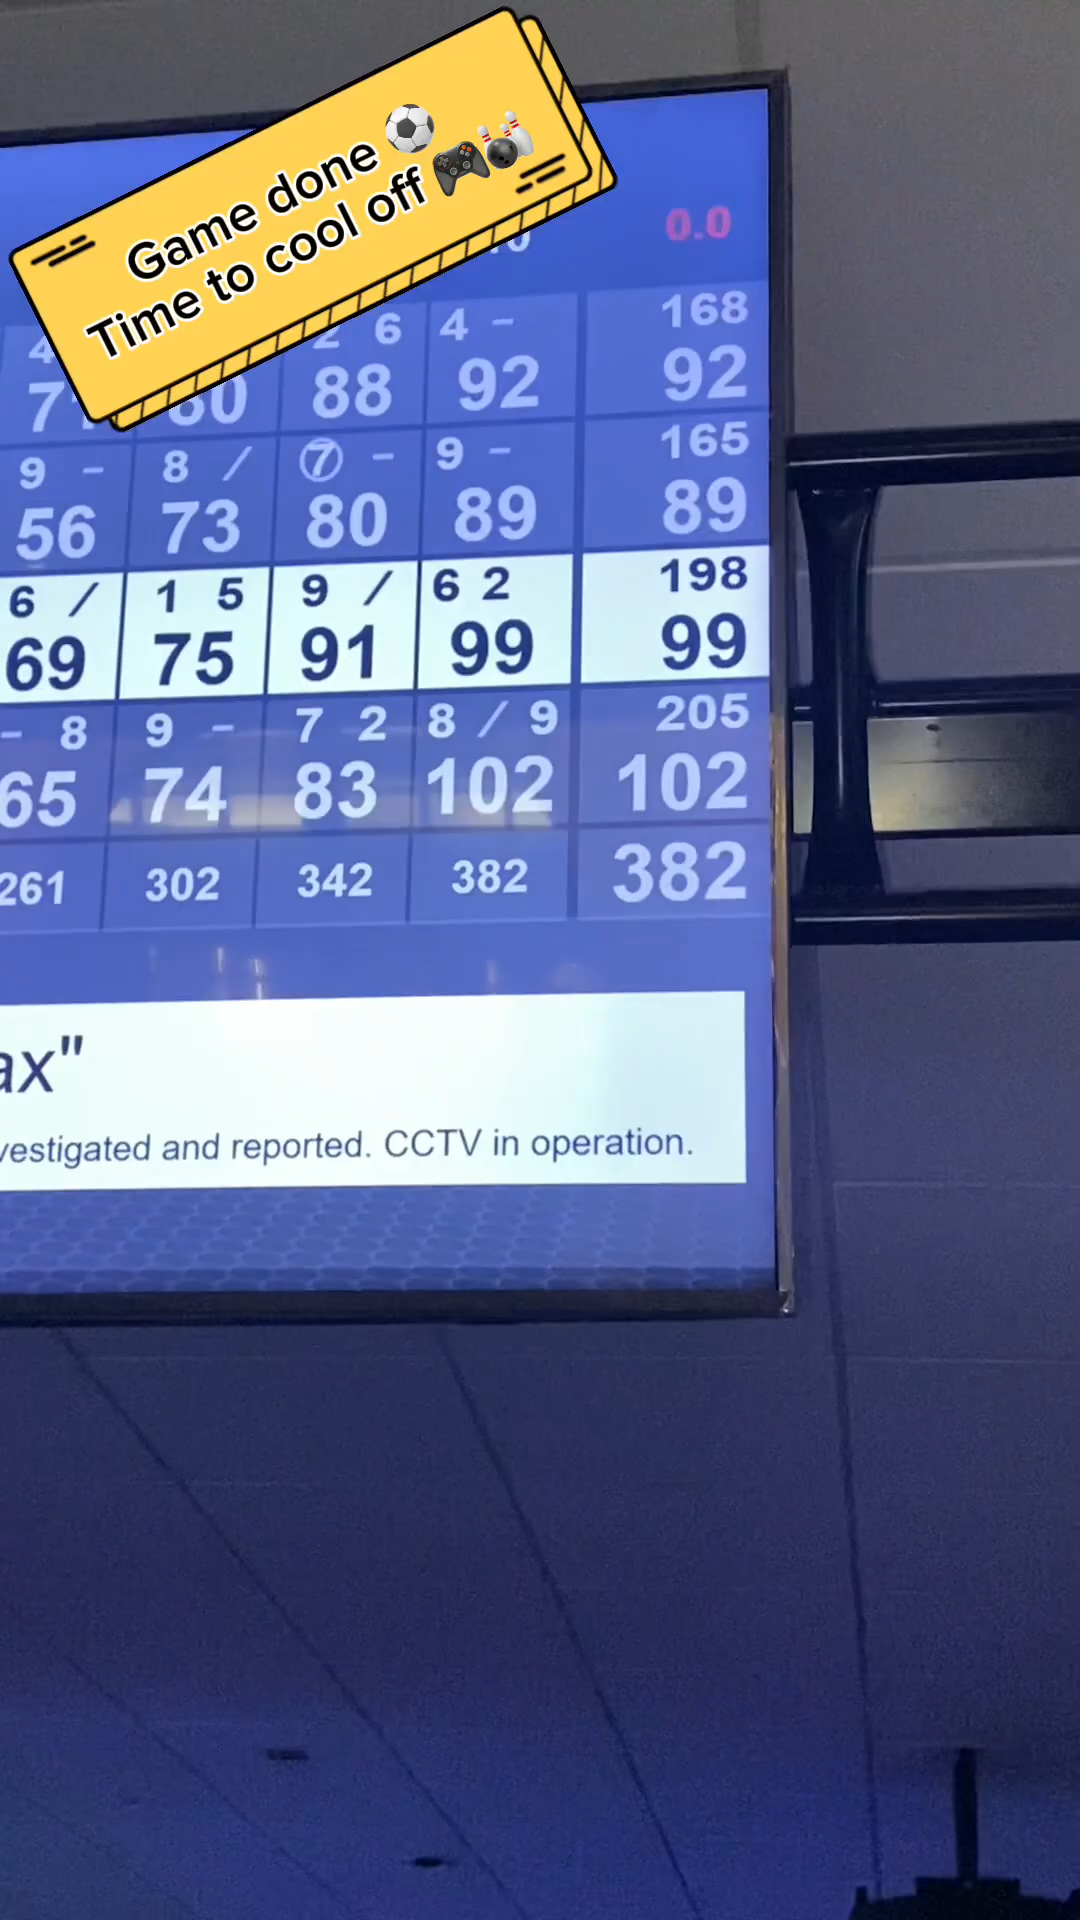 Game done ⚽
Time to cool off 🎮🎳
0.0
6 4 - 168
88 92 92
9 - 8 / ⑦ - 9 - 165
56 73 80 89 89
6 / 1 5 9 / 6 2 198
69 75 91 99 99
- 8 9 - 7 2 8 / 9 205
65 74 83 102 102
261 302 342 382 382
CCTV in operation.
and reported.